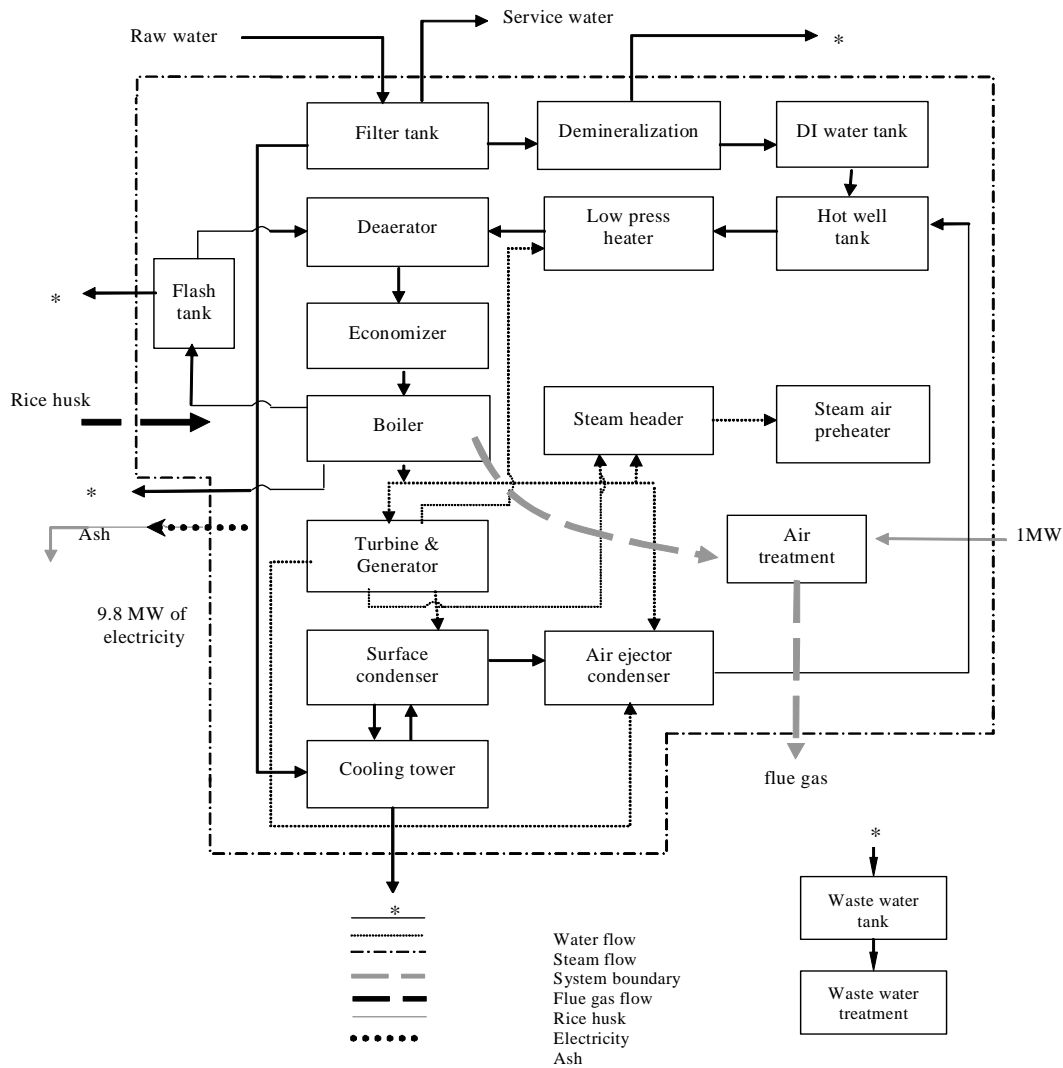 Service water
Raw water
*
Filter tank
Demineralization
DI water tank
Deaerator
Low press
heater
Hot well
tank
*
Flash
tank
Economizer
Rice husk
Boiler
Steam header
Steam air
preheater
*
Ash
Turbine &
Generator
Air
treatment
1MW
9.8 MW of
electricity
Surface
condenser
Air ejector
condenser
Cooling tower
flue gas
*
Waste water
tank
Waste water
treatment
*
Water flow
Steam flow
System boundary
Flue gas flow
Rice husk
Electricity
Ash